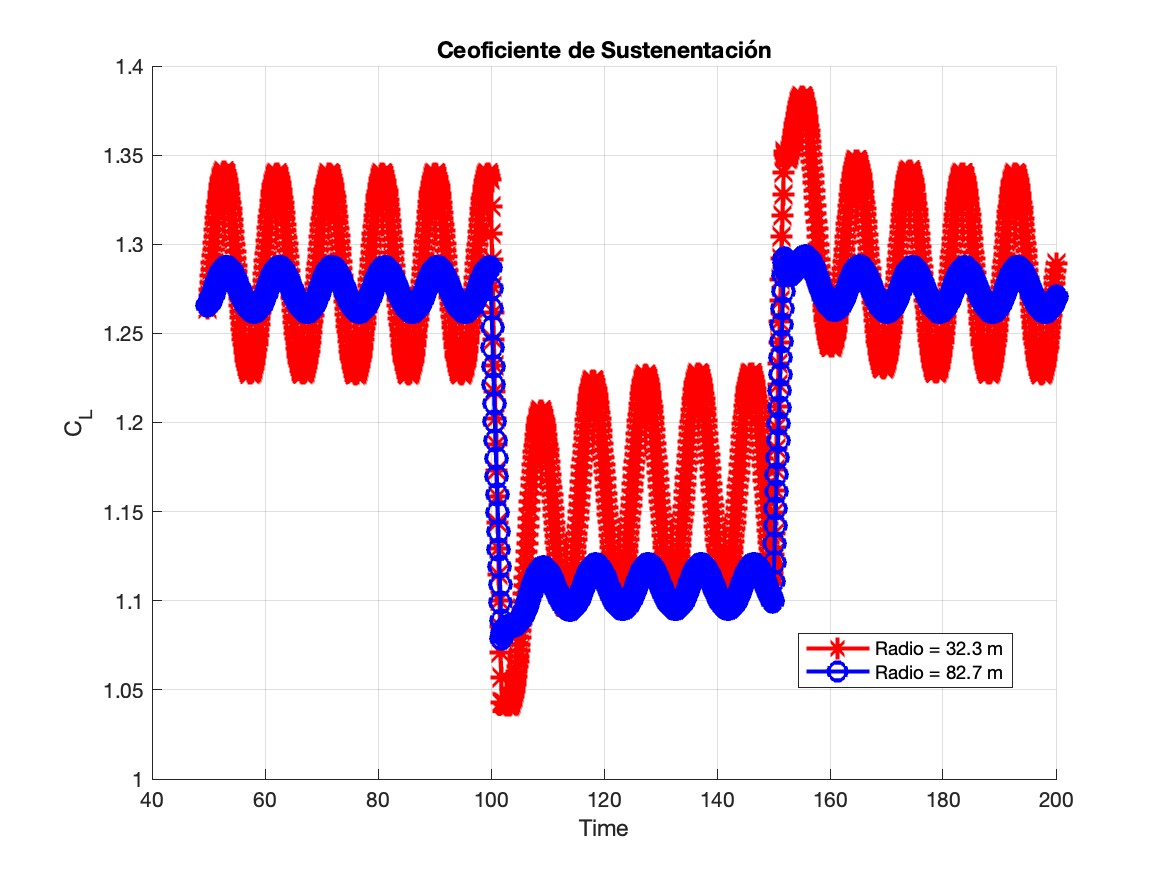 Ceoficiente de Sustenentación
1.4
1.35
1.3
1.25
1.2
1.15
1.1
1.05
1
C_L
40 60 80 100 120 140 160 180 200
Time
Radio = 32.3 m
Radio = 82.7 m